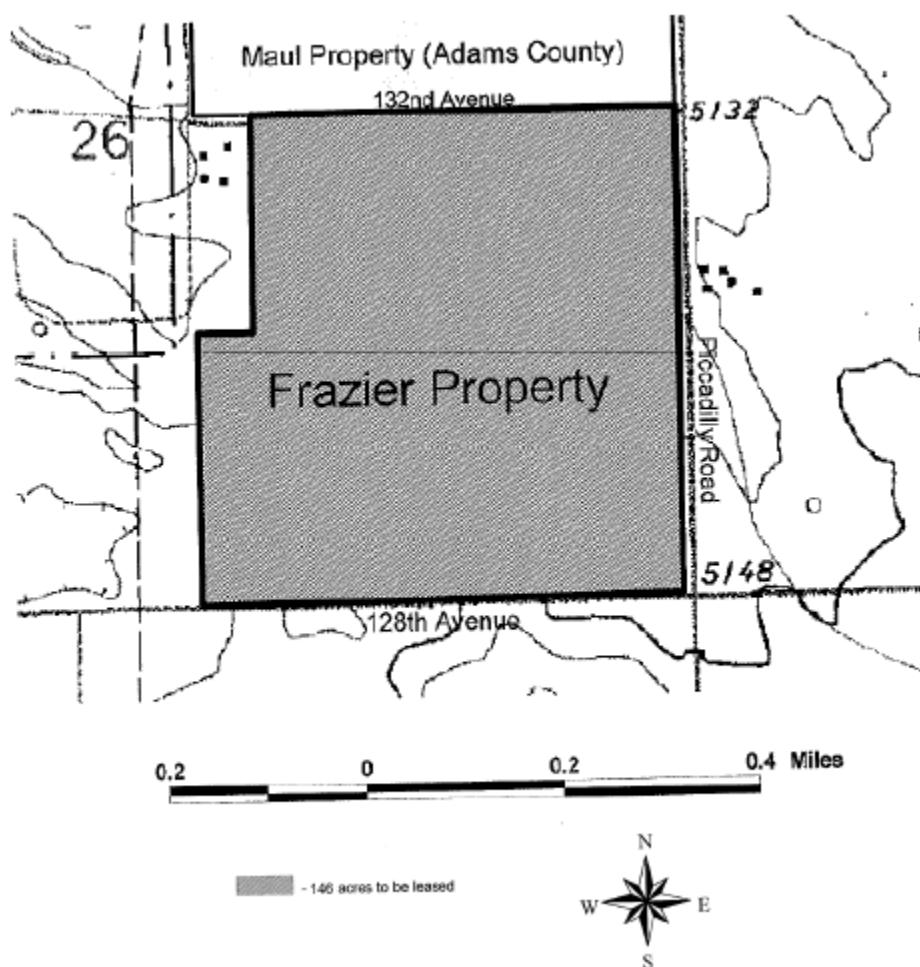 Maul Property (Adams County)
132nd Avenue
5132
26
Frazier Property
Piccadilly Road
5148
128th Avenue
0.2 0 0.2 0.4 Miles
- 146 acres to be leased
N
W E
S